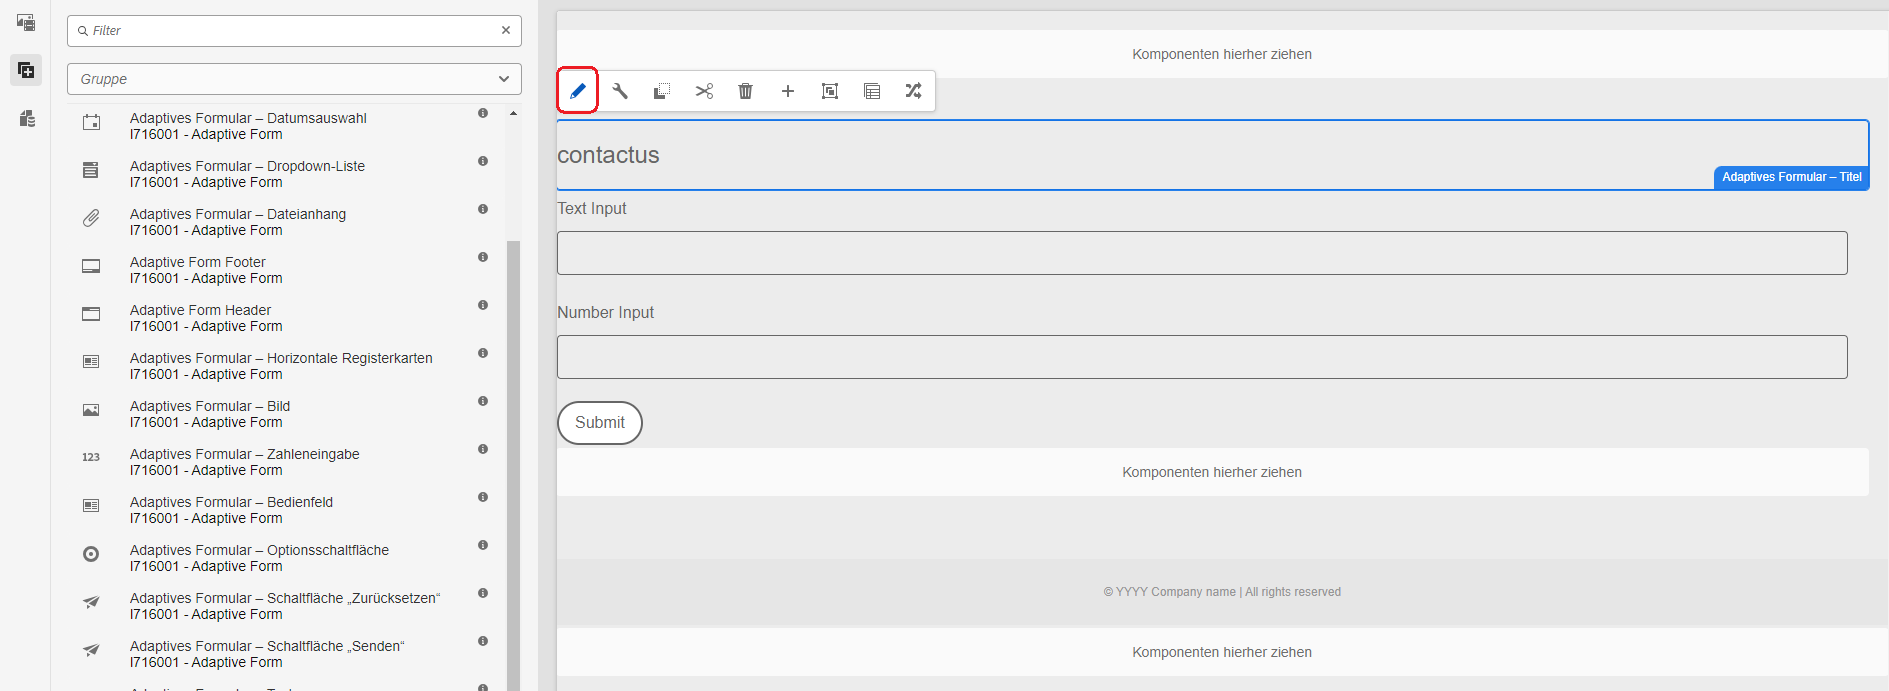 Filter
Gruppe
Adaptives Formular – Datumsauswahl
I716001 - Adaptive Form
Adaptives Formular – Dropdown-Liste
I716001 - Adaptive Form
Adaptives Formular – Dateianhang
I716001 - Adaptive Form
Adaptive Form Footer
I716001 - Adaptive Form
Adaptive Form Header
I716001 - Adaptive Form
Adaptives Formular – Horizontale Registerkarten
I716001 - Adaptive Form
Adaptives Formular – Bild
I716001 - Adaptive Form
123
Adaptives Formular – Zahleneingabe
I716001 - Adaptive Form
Adaptives Formular – Bedienfeld
I716001 - Adaptive Form
Adaptives Formular – Optionsschaltfläche
I716001 - Adaptive Form
Adaptives Formular – Schaltfläche „Zurücksetzen“
I716001 - Adaptive Form
Adaptives Formular – Schaltfläche „Senden“
I716001 - Adaptive Form
Komponenten hierher ziehen
contactus
Adaptives Formular – Titel
Text Input
Number Input
Submit
Komponenten hierher ziehen
© YYYY Company name | All rights reserved
Komponenten hierher ziehen